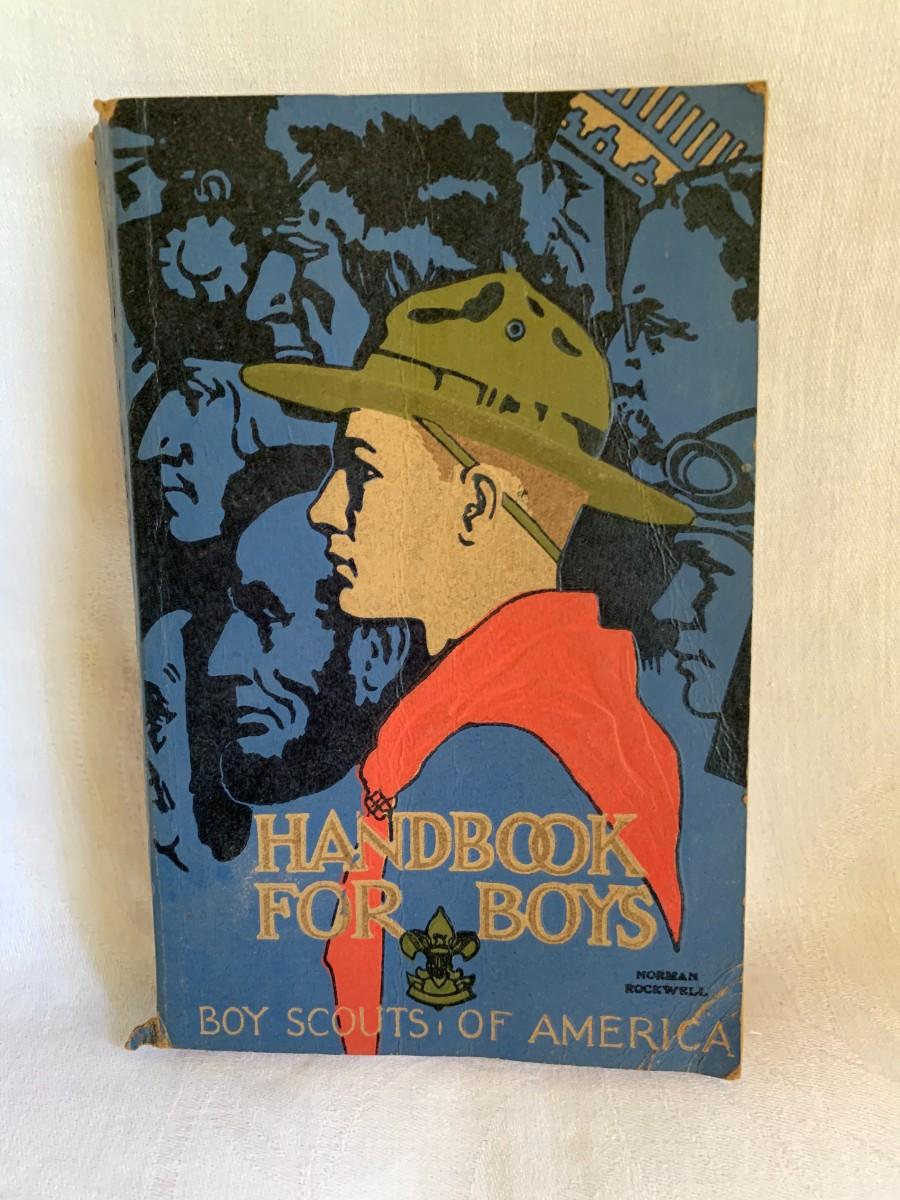 HANDBOOK
FOR BOYS
NORMAN
ROCKWELL
BOY SCOUTS OF AMERICA